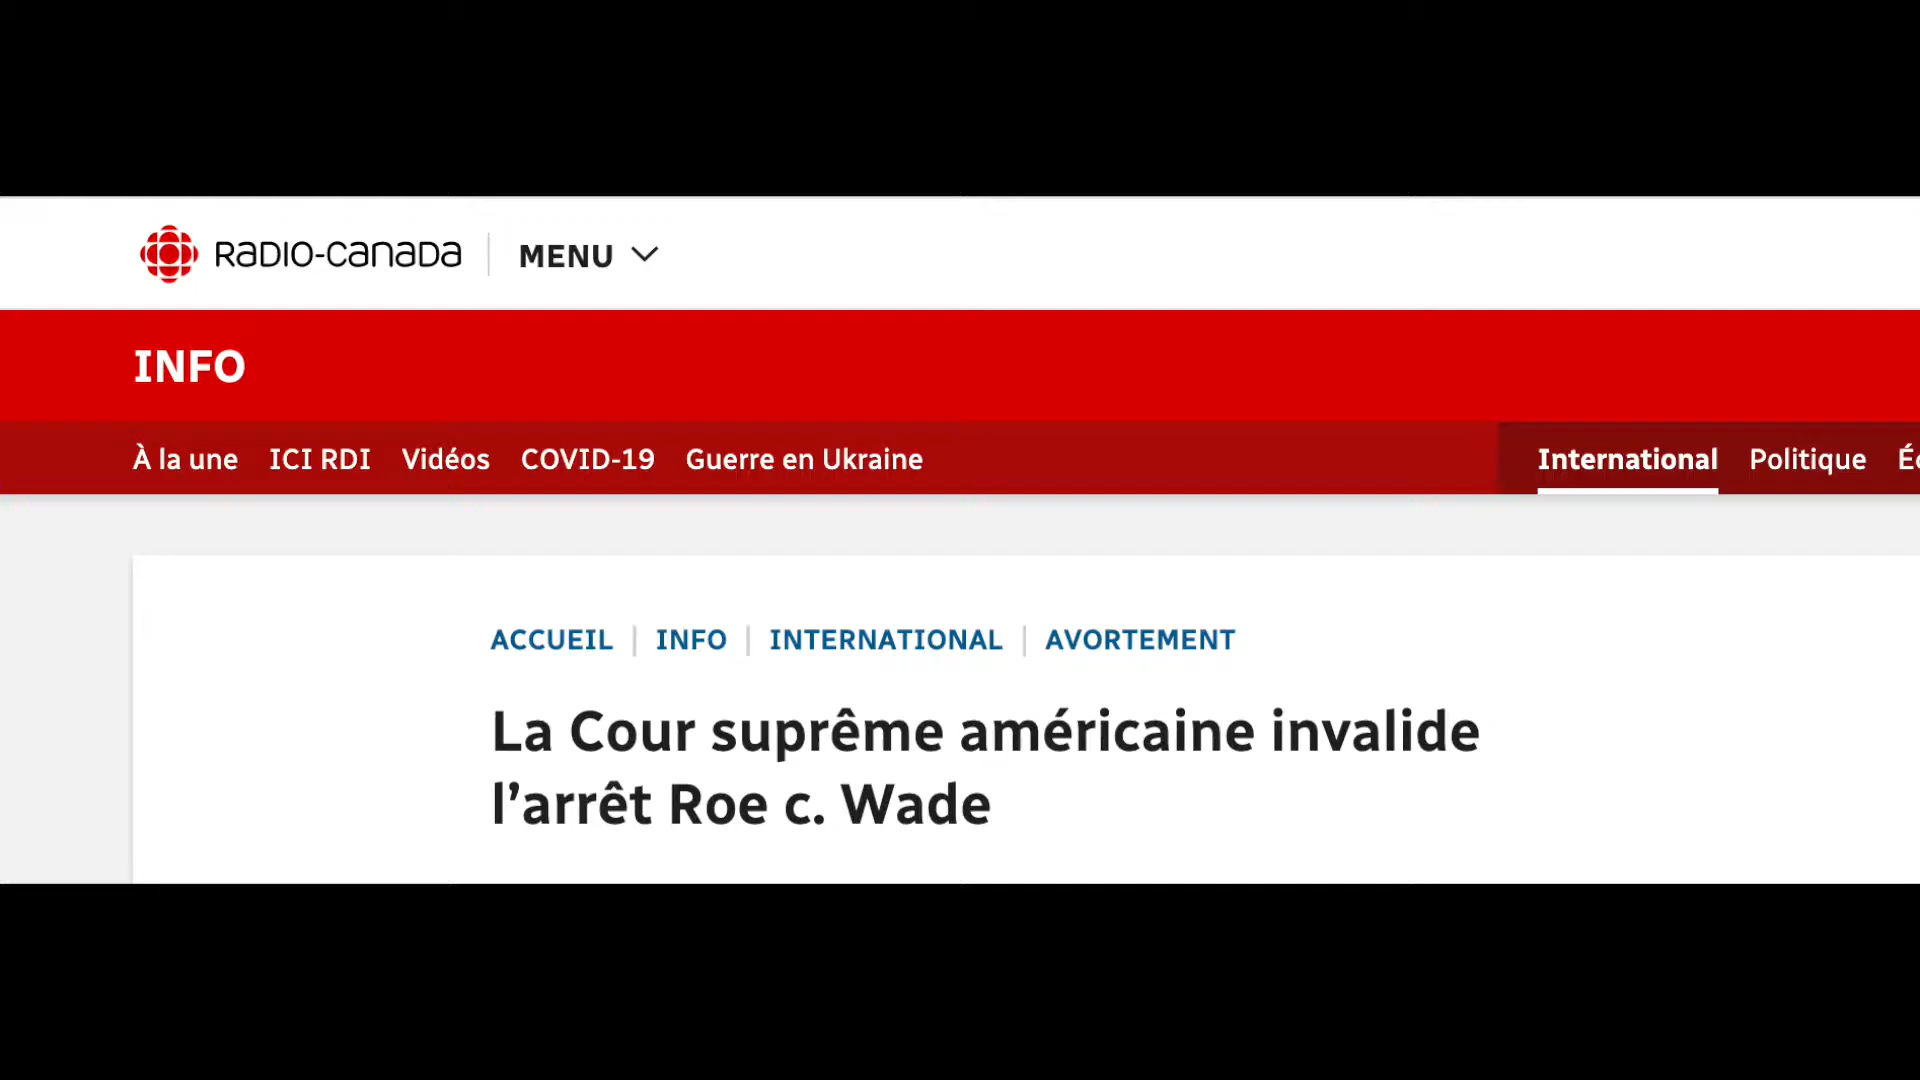 RADIO-CANADA MENU
INFO
À la une ICI RDI Vidéos COVID-19 Guerre en Ukraine International Politique
ACCUEIL | INFO | INTERNATIONAL | AVORTEMENT
La Cour suprême américaine invalide
l’arrêt Roe c. Wade